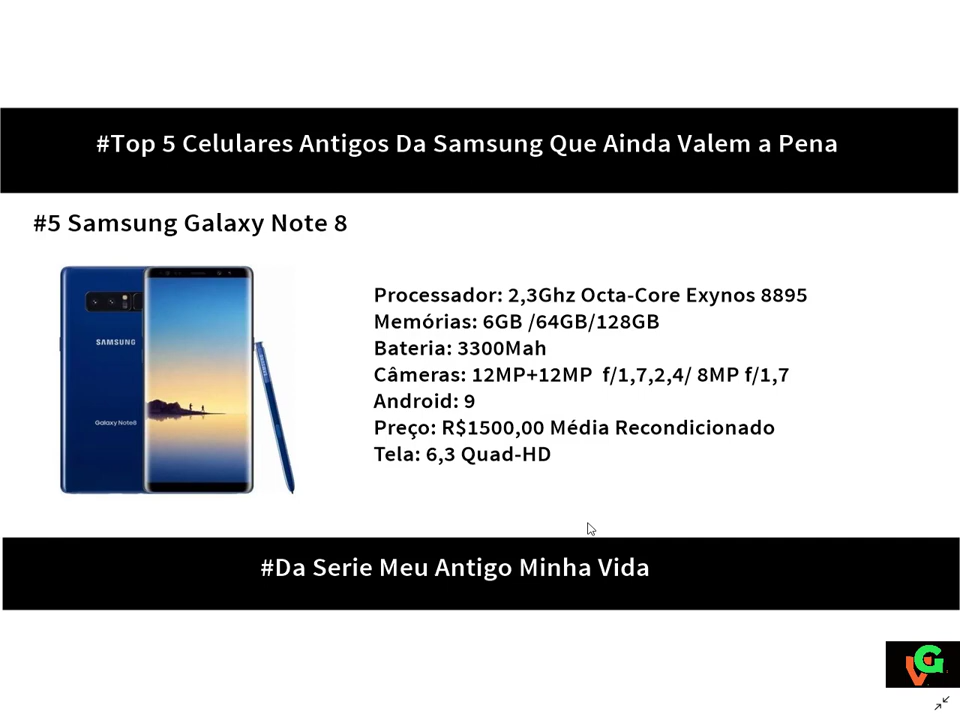 #Top 5 Celulares Antigos Da Samsung Que Ainda Valem a Pena
#5 Samsung Galaxy Note 8
SAMSUNG
Galaxy Note8
Processador: 2,3Ghz Octa-Core Exynos 8895
Memórias: 6GB /64GB/128GB
Bateria: 3300Mah
Câmeras: 12MP+12MP f/1,7,2,4/ 8MP f/1,7
Android: 9
Preço: R$1500,00 Média Recondicionado
Tela: 6,3 Quad-HD
#Da Serie Meu Antigo Minha Vida
VG